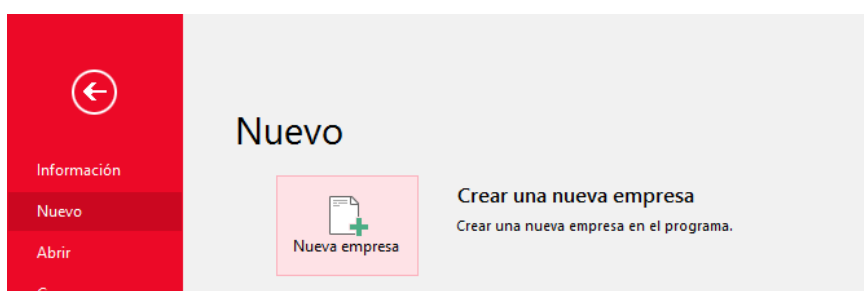 Nuevo
Información
Nuevo
Abrir
Nueva empresa
Crear una nueva empresa
Crear una nueva empresa en el programa.